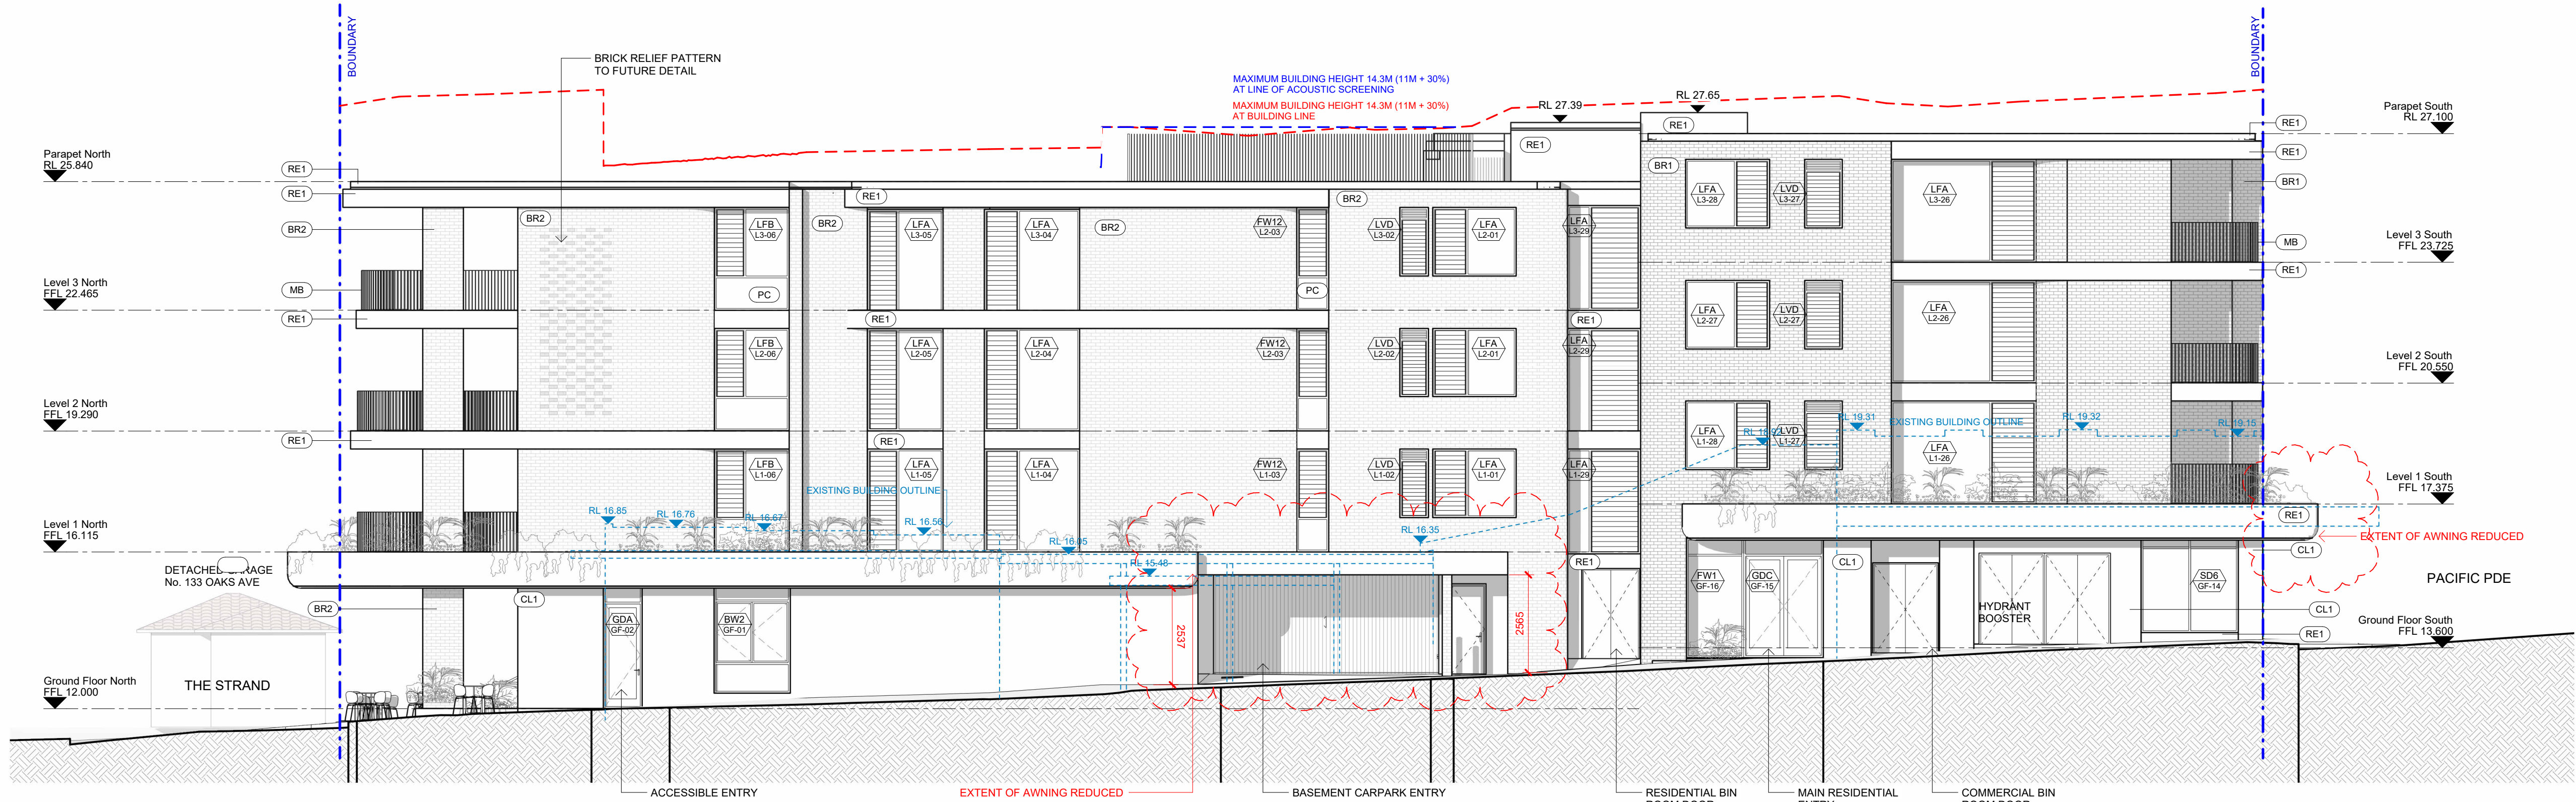 BOUNDARY
BOUNDARY
BRICK RELIEF PATTERN
TO FUTURE DETAIL
MAXIMUM BUILDING HEIGHT 14.3M (11M + 30%)
AT LINE OF ACOUSTIC SCREENING
MAXIMUM BUILDING HEIGHT 14.3M (11M + 30%)
AT BUILDING LINE
RL 27.39
RL 27.65
Parapet South
RL 27.100
Parapet North
RL 25.840
RE1
RE1
RE1
RE1
RE1
RE1
RE1
RE1
BR1
BR1
BR2
BR2
BR2
BR2
BR2
LFB
L3-06
LFA
L3-05
LFA
L3-04
FW12
L2-03
LVD
L3-02
LFA
L2-01
LFA
L3-29
LFA
L3-28
LVD
L3-27
LFA
L3-26
MB
Level 3 South
FFL 23.725
RE1
Level 3 North
FFL 22.465
MB
PC
PC
RE1
RE1
RE1
LFB
L2-06
LFA
L2-05
LFA
L2-04
FW12
L2-03
LVD
L2-02
LFA
L2-01
LFA
L2-29
LFA
L2-27
LVD
L2-27
LFA
L2-26
Level 2 South
FFL 20.550
Level 2 North
FFL 19.290
RE1
RE1
LFB
L1-06
LFA
L1-05
LFA
L1-04
FW12
L1-03
LVD
L1-02
LFA
L1-01
LFA
L1-29
LFA
L1-28
LVD
L1-27
LFA
L1-26
RL 19.31
EXISTING BUILDING OUTLINE
RL 19.32
RL 19.15
Level 1 South
FFL 17.375
EXISTING BUILDING OUTLINE
RL 16.85
RL 16.76
RL 16.67
RL 16.56
RL 16.05
RL 16.35
RL 15.48
Level 1 North
FFL 16.115
RE1
EXTENT OF AWNING REDUCED
CL1
DETACHED GARAGE
No. 133 OAKS AVE
THE STRAND
BR2
CL1
GDA
GF-02
BW2
GF-01
2537
2565
RE1
FW1
GF-16
GDC
GF-15
CL1
HYDRANT
BOOSTER
SD6
GF-14
PACIFIC PDE
CL1
RE1
Ground Floor South
FFL 13.600
Ground Floor North
FFL 12.000
ACCESSIBLE ENTRY
EXTENT OF AWNING REDUCED
BASEMENT CARPARK ENTRY
RESIDENTIAL BIN
ROOM DOOR
MAIN RESIDENTIAL
ENTRY
COMMERCIAL BIN
ROOM DOOR